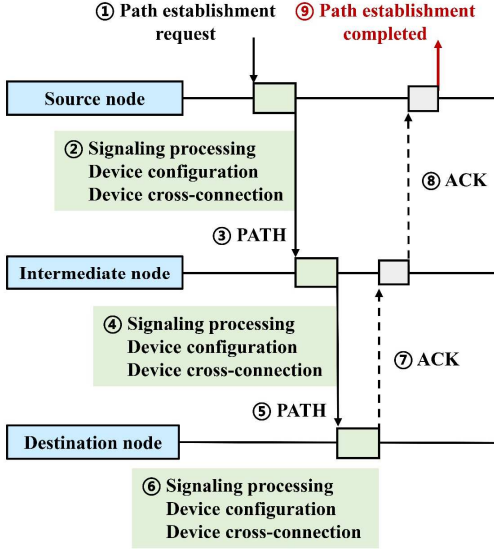 ① Path establishment
request
⑨ Path establishment
completed
Source node
② Signaling processing
Device configuration
Device cross-connection
⑧ ACK
③ PATH
Intermediate node
④ Signaling processing
Device configuration
Device cross-connection
⑦ ACK
⑤ PATH
Destination node
⑥ Signaling processing
Device configuration
Device cross-connection